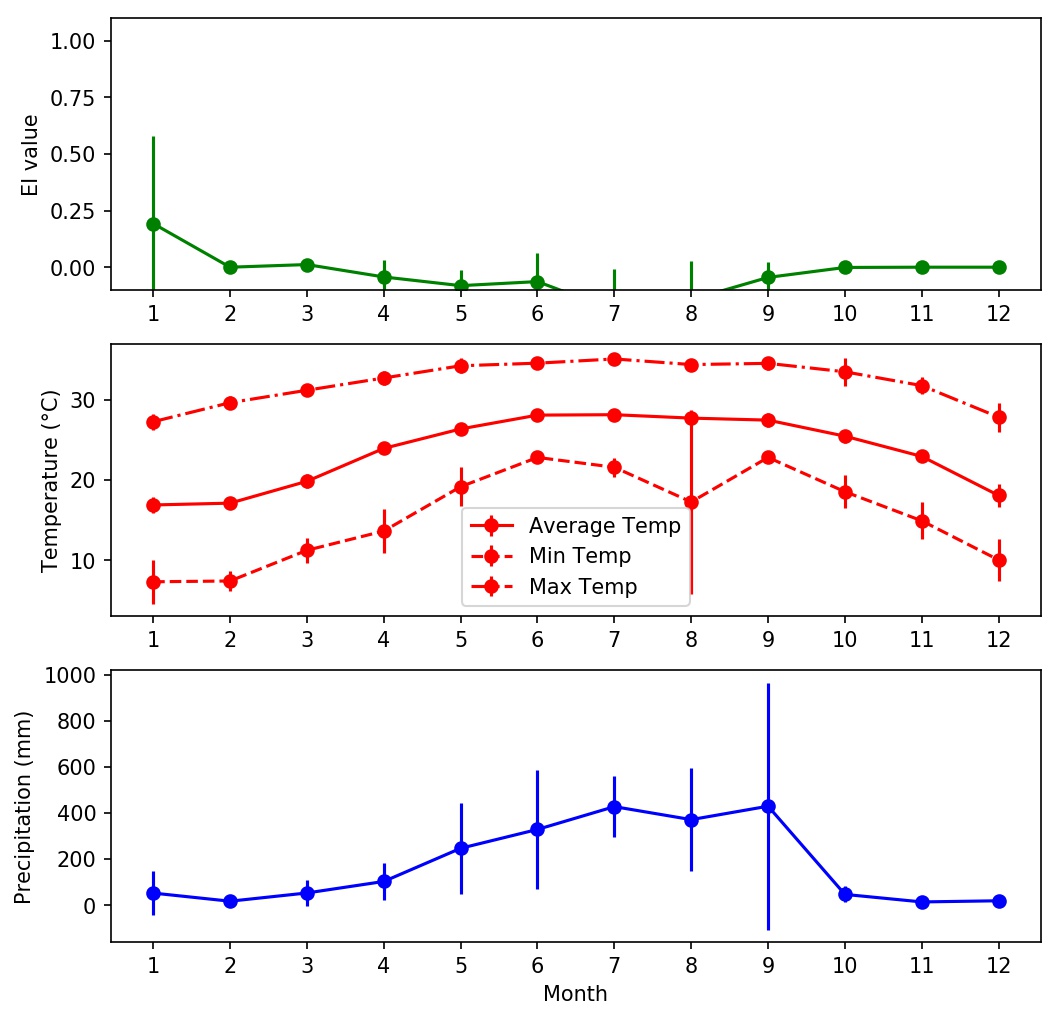 EI value
1.00
0.75
0.50
0.25
0.00
1 2 3 4 5 6 7 8 9 10 11 12
Temperature (°C)
30
20
10
Average Temp
Min Temp
Max Temp
1 2 3 4 5 6 7 8 9 10 11 12
Precipitation (mm)
1000
800
600
400
200
0
1 2 3 4 5 6 7 8 9 10 11 12
Month